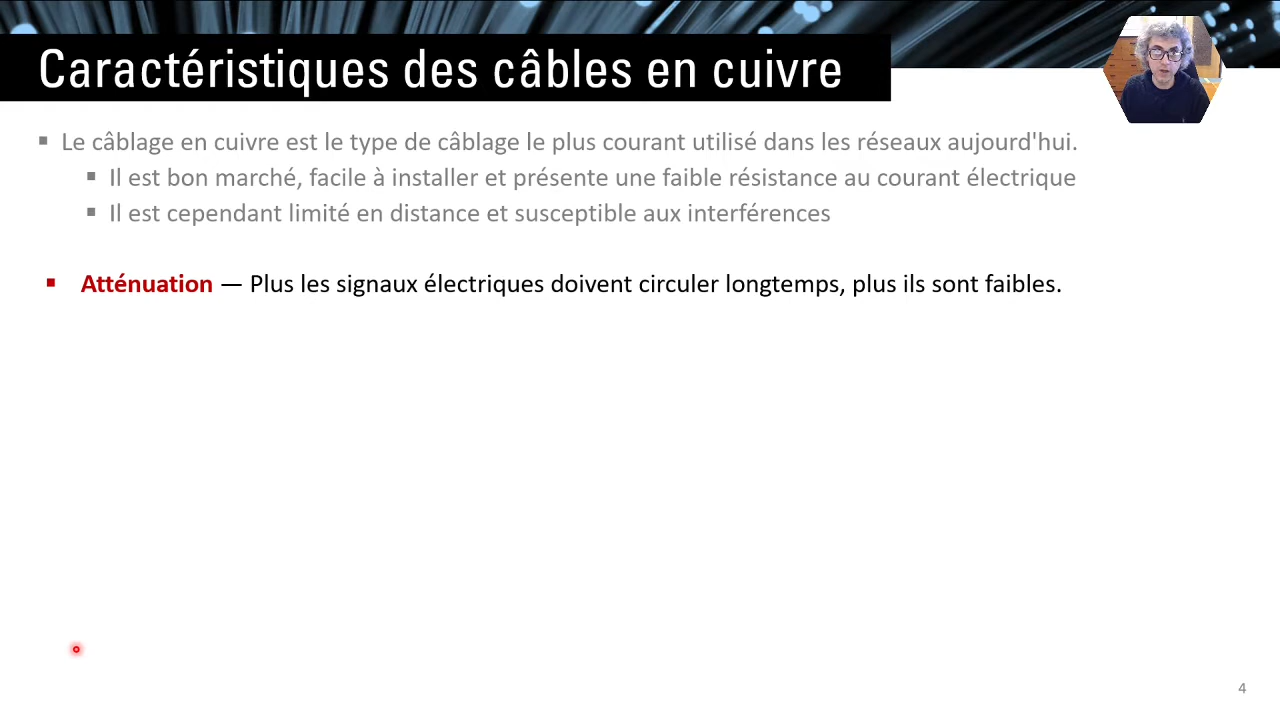 Caractéristiques des câbles en cuivre
▪ Le câblage en cuivre est le type de câblage le plus courant utilisé dans les réseaux aujourd'hui.
▪ Il est bon marché, facile à installer et présente une faible résistance au courant électrique
▪ Il est cependant limité en distance et susceptible aux interférences
▪ Atténuation — Plus les signaux électriques doivent circuler longtemps, plus ils sont faibles.
4